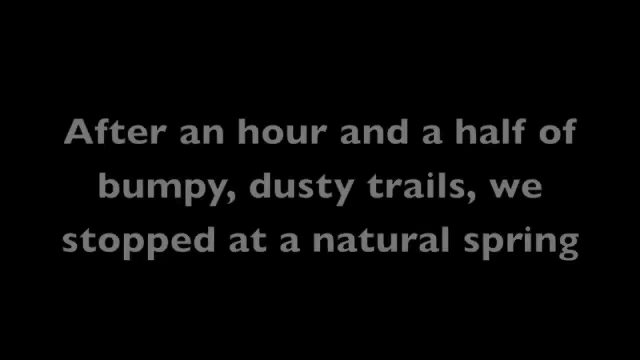 After an hour and a half of
bumpy, dusty trails, we
stopped at a natural spring